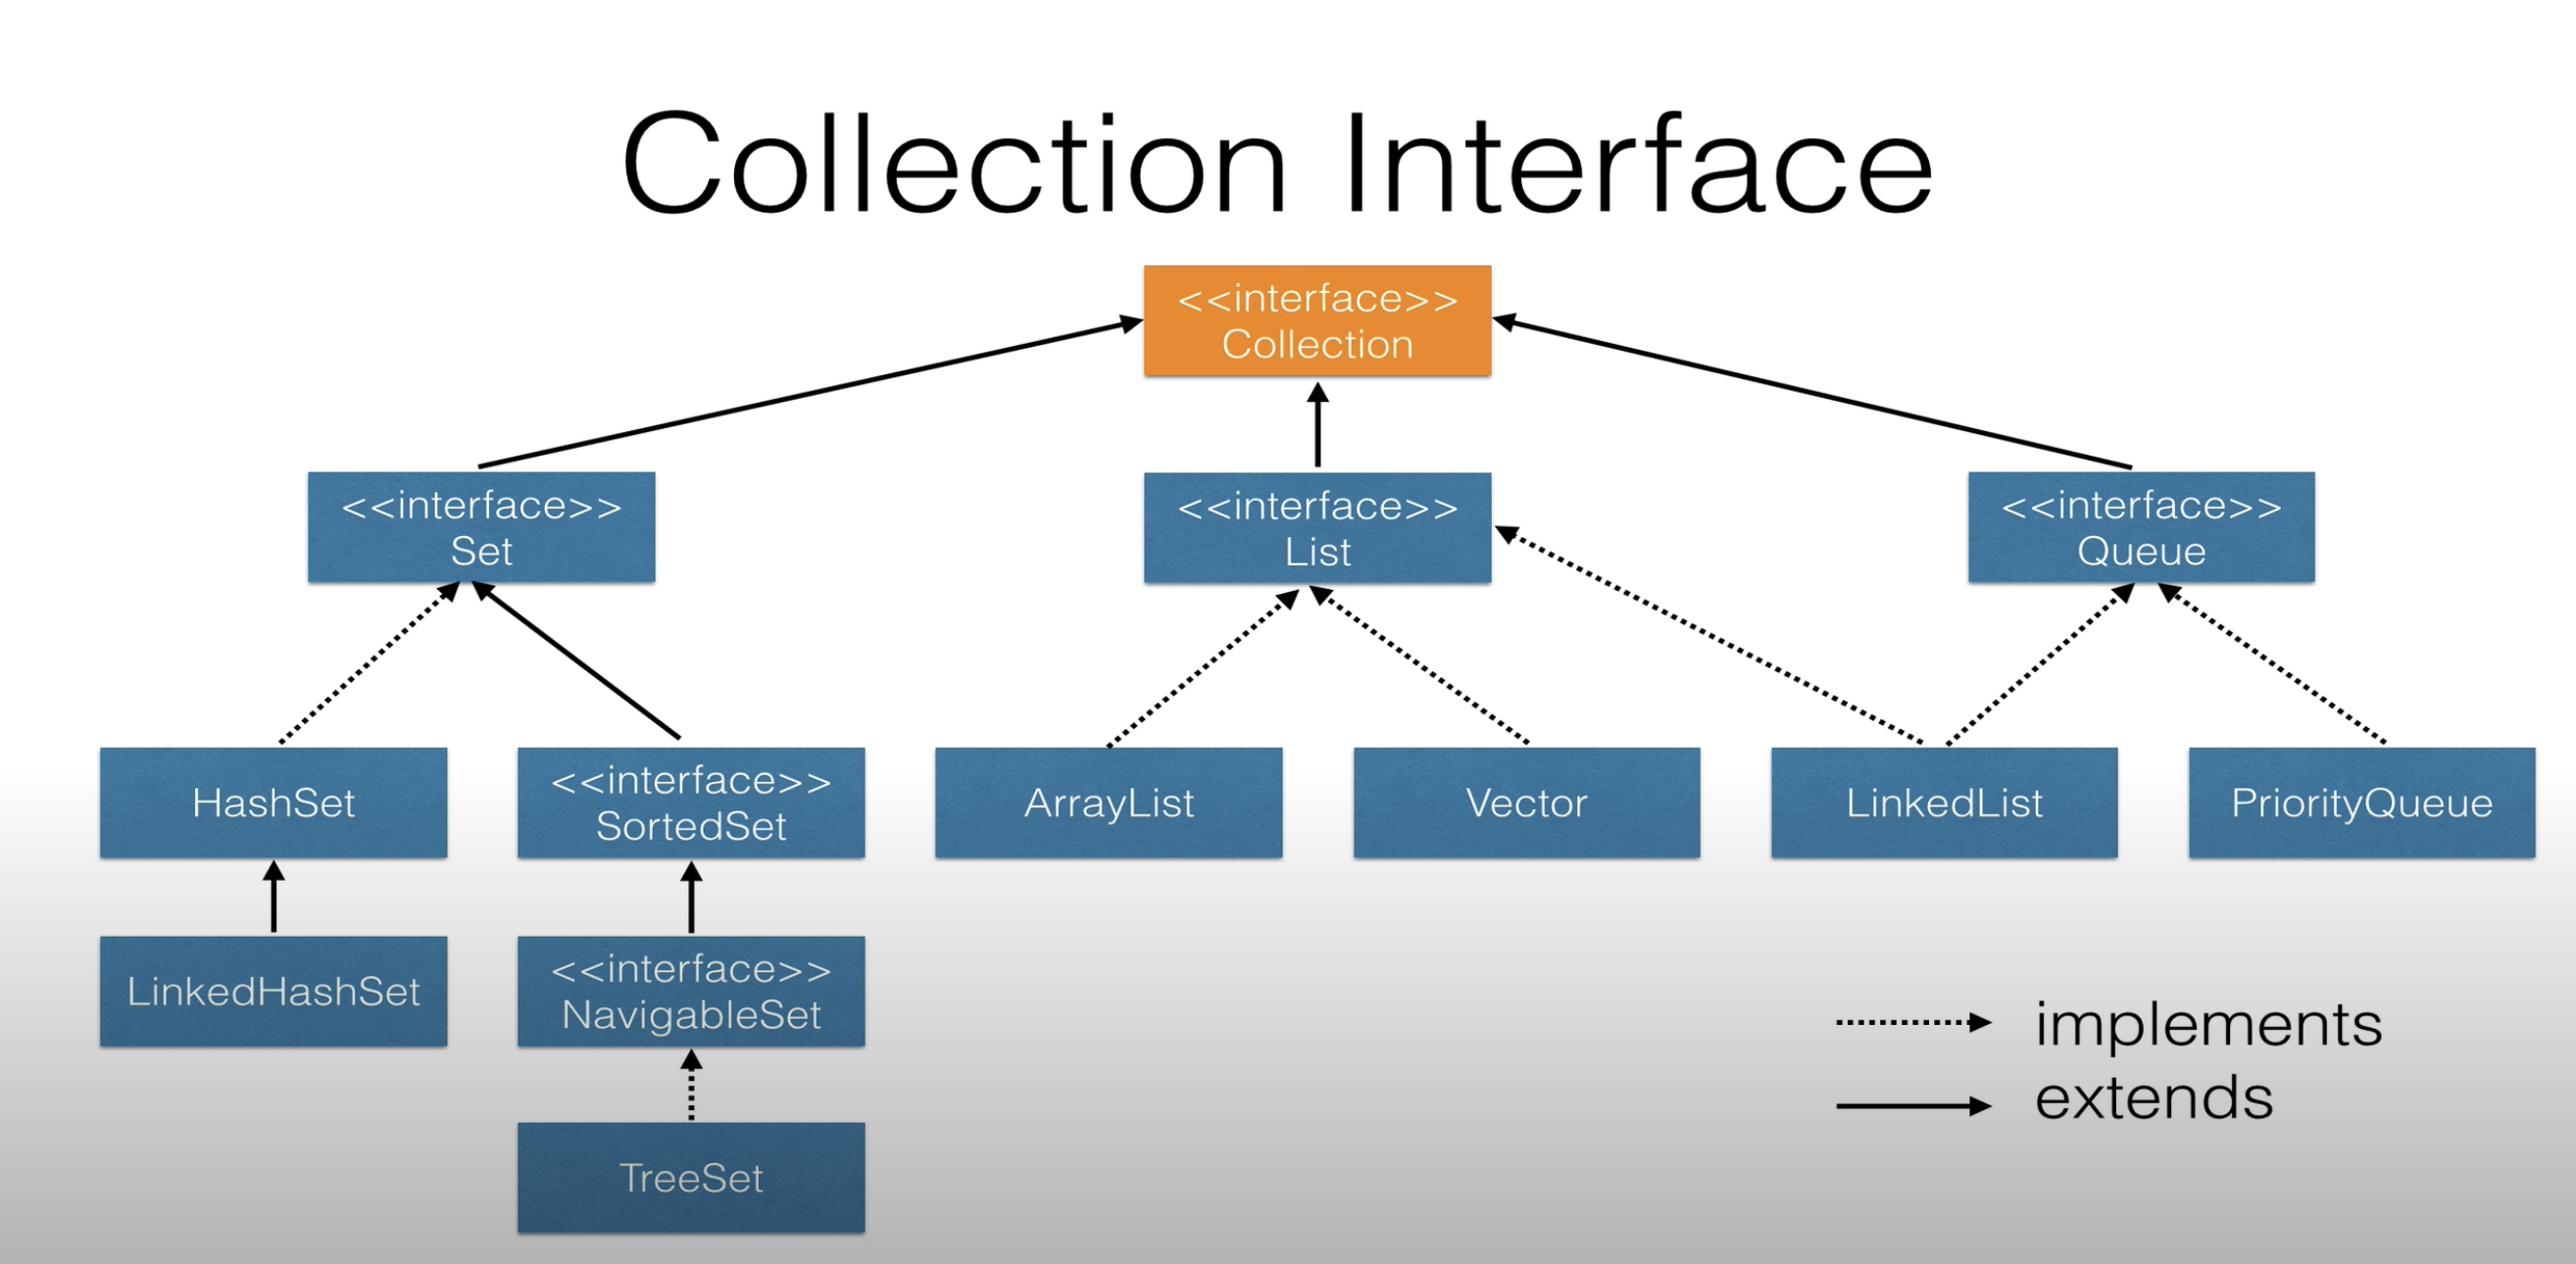 Collection Interface
<<interface>>
Collection
<<interface>>
Set
<<interface>>
List
<<interface>>
Queue
HashSet
<<interface>>
SortedSet
ArrayList
Vector
LinkedList
PriorityQueue
LinkedHashSet
<<interface>>
NavigableSet
TreeSet
implements
extends